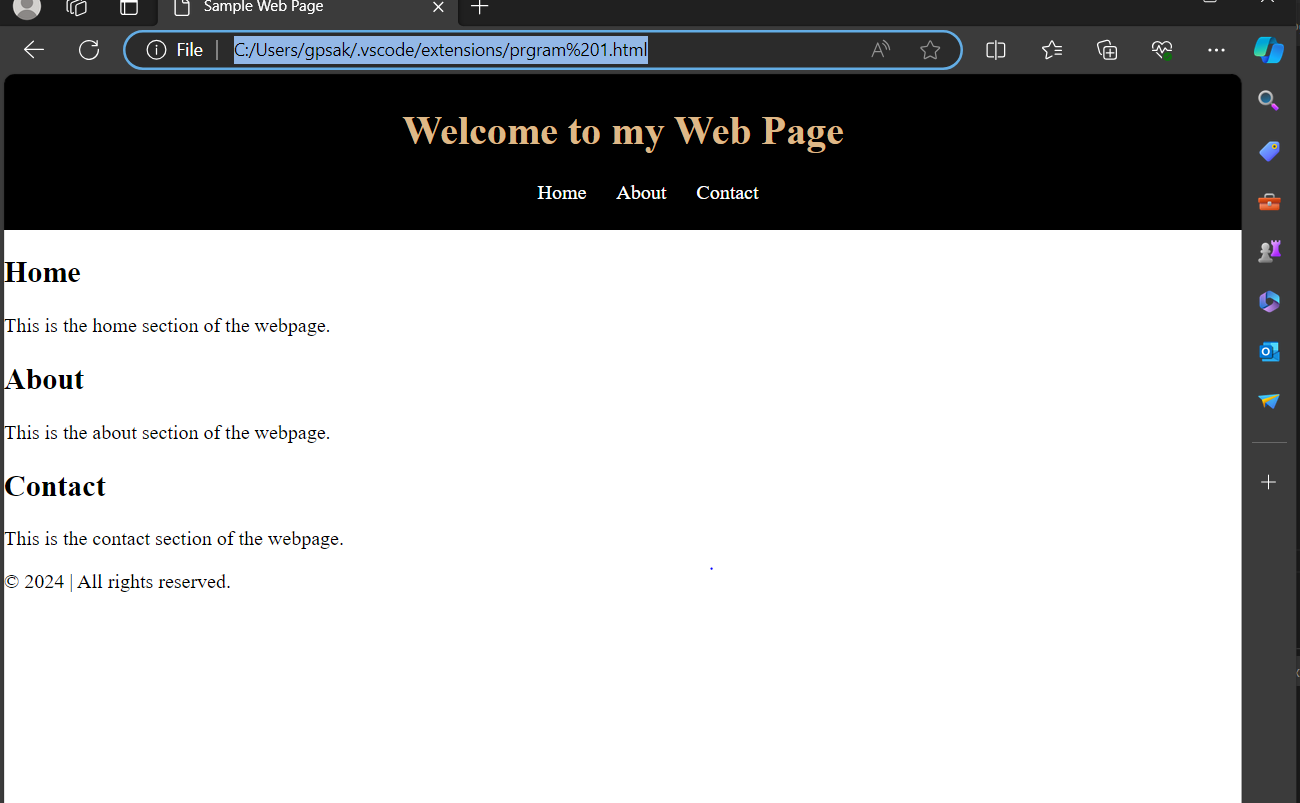 Sample Web Page
File
C:/Users/gpsak/.vscode/extensions/prgram%201.html
Welcome to my Web Page
Home About Contact
Home
This is the home section of the webpage.
About
This is the about section of the webpage.
Contact
This is the contact section of the webpage.
© 2024 | All rights reserved.